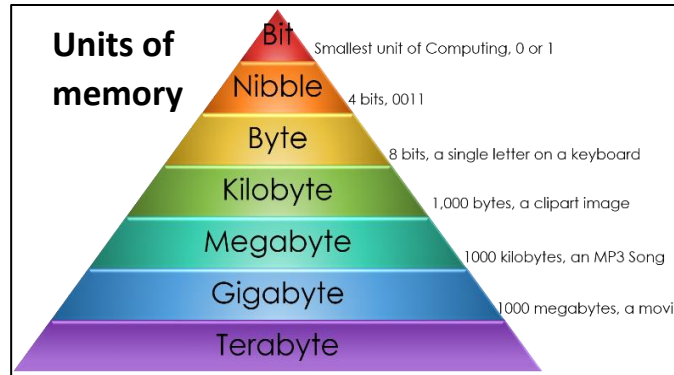 Units of
memory
Bit
Smallest unit of Computing, 0 or 1
Nibble
4 bits, 0011
Byte
8 bits, a single letter on a keyboard
Kilobyte
1,000 bytes, a clipart image
Megabyte
1000 kilobytes, an MP3 Song
Gigabyte
1000 megabytes, a movi
Terabyte